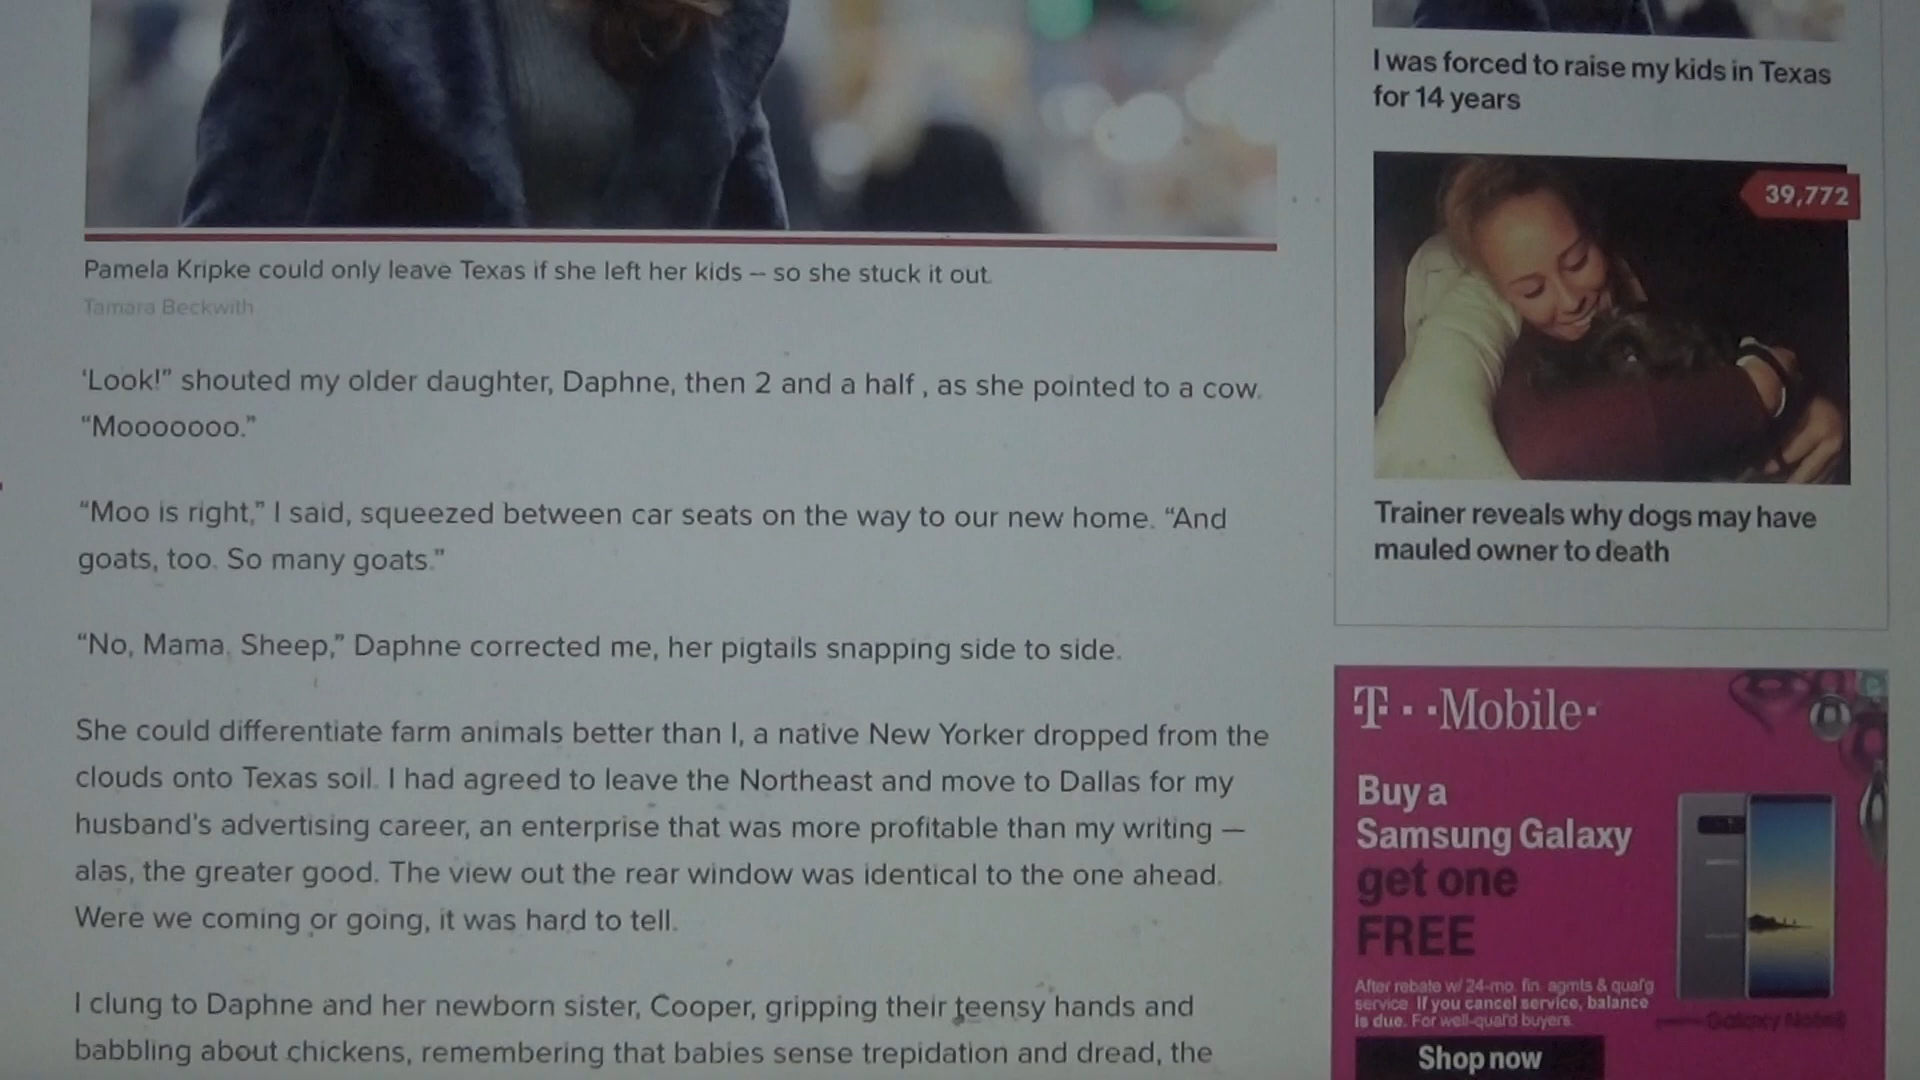 Pamela Kripke could only leave Texas if she left her kids — so she stuck it out.
Tamara Beckwith
'Look!” shouted my older daughter, Daphne, then 2 and a half , as she pointed to a cow.
“Mooooooo.”
“Moo is right,” I said, squeezed between car seats on the way to our new home. “And
goats, too. So many goats.”
“No, Mama. Sheep,” Daphne corrected me, her pigtails snapping side to side.
She could differentiate farm animals better than I, a native New Yorker dropped from the
clouds onto Texas soil. I had agreed to leave the Northeast and move to Dallas for my
husband's advertising career, an enterprise that was more profitable than my writing —
alas, the greater good. The view out the rear window was identical to the one ahead.
Were we coming or going, it was hard to tell.
I clung to Daphne and her newborn sister, Cooper, gripping their teensy hands and
babbling about chickens, remembering that babies sense trepidation and dread, the
I was forced to raise my kids in Texas
for 14 years
39,772
Trainer reveals why dogs may have
mauled owner to death
T··Mobile·
Buy a
Samsung Galaxy
get one
FREE
After rebate w/ 24-mo. fin. agmts & qual'g
service. If you cancel service, balance
is due. For well-qual'd buyers.
Galaxy Note8
Shop now